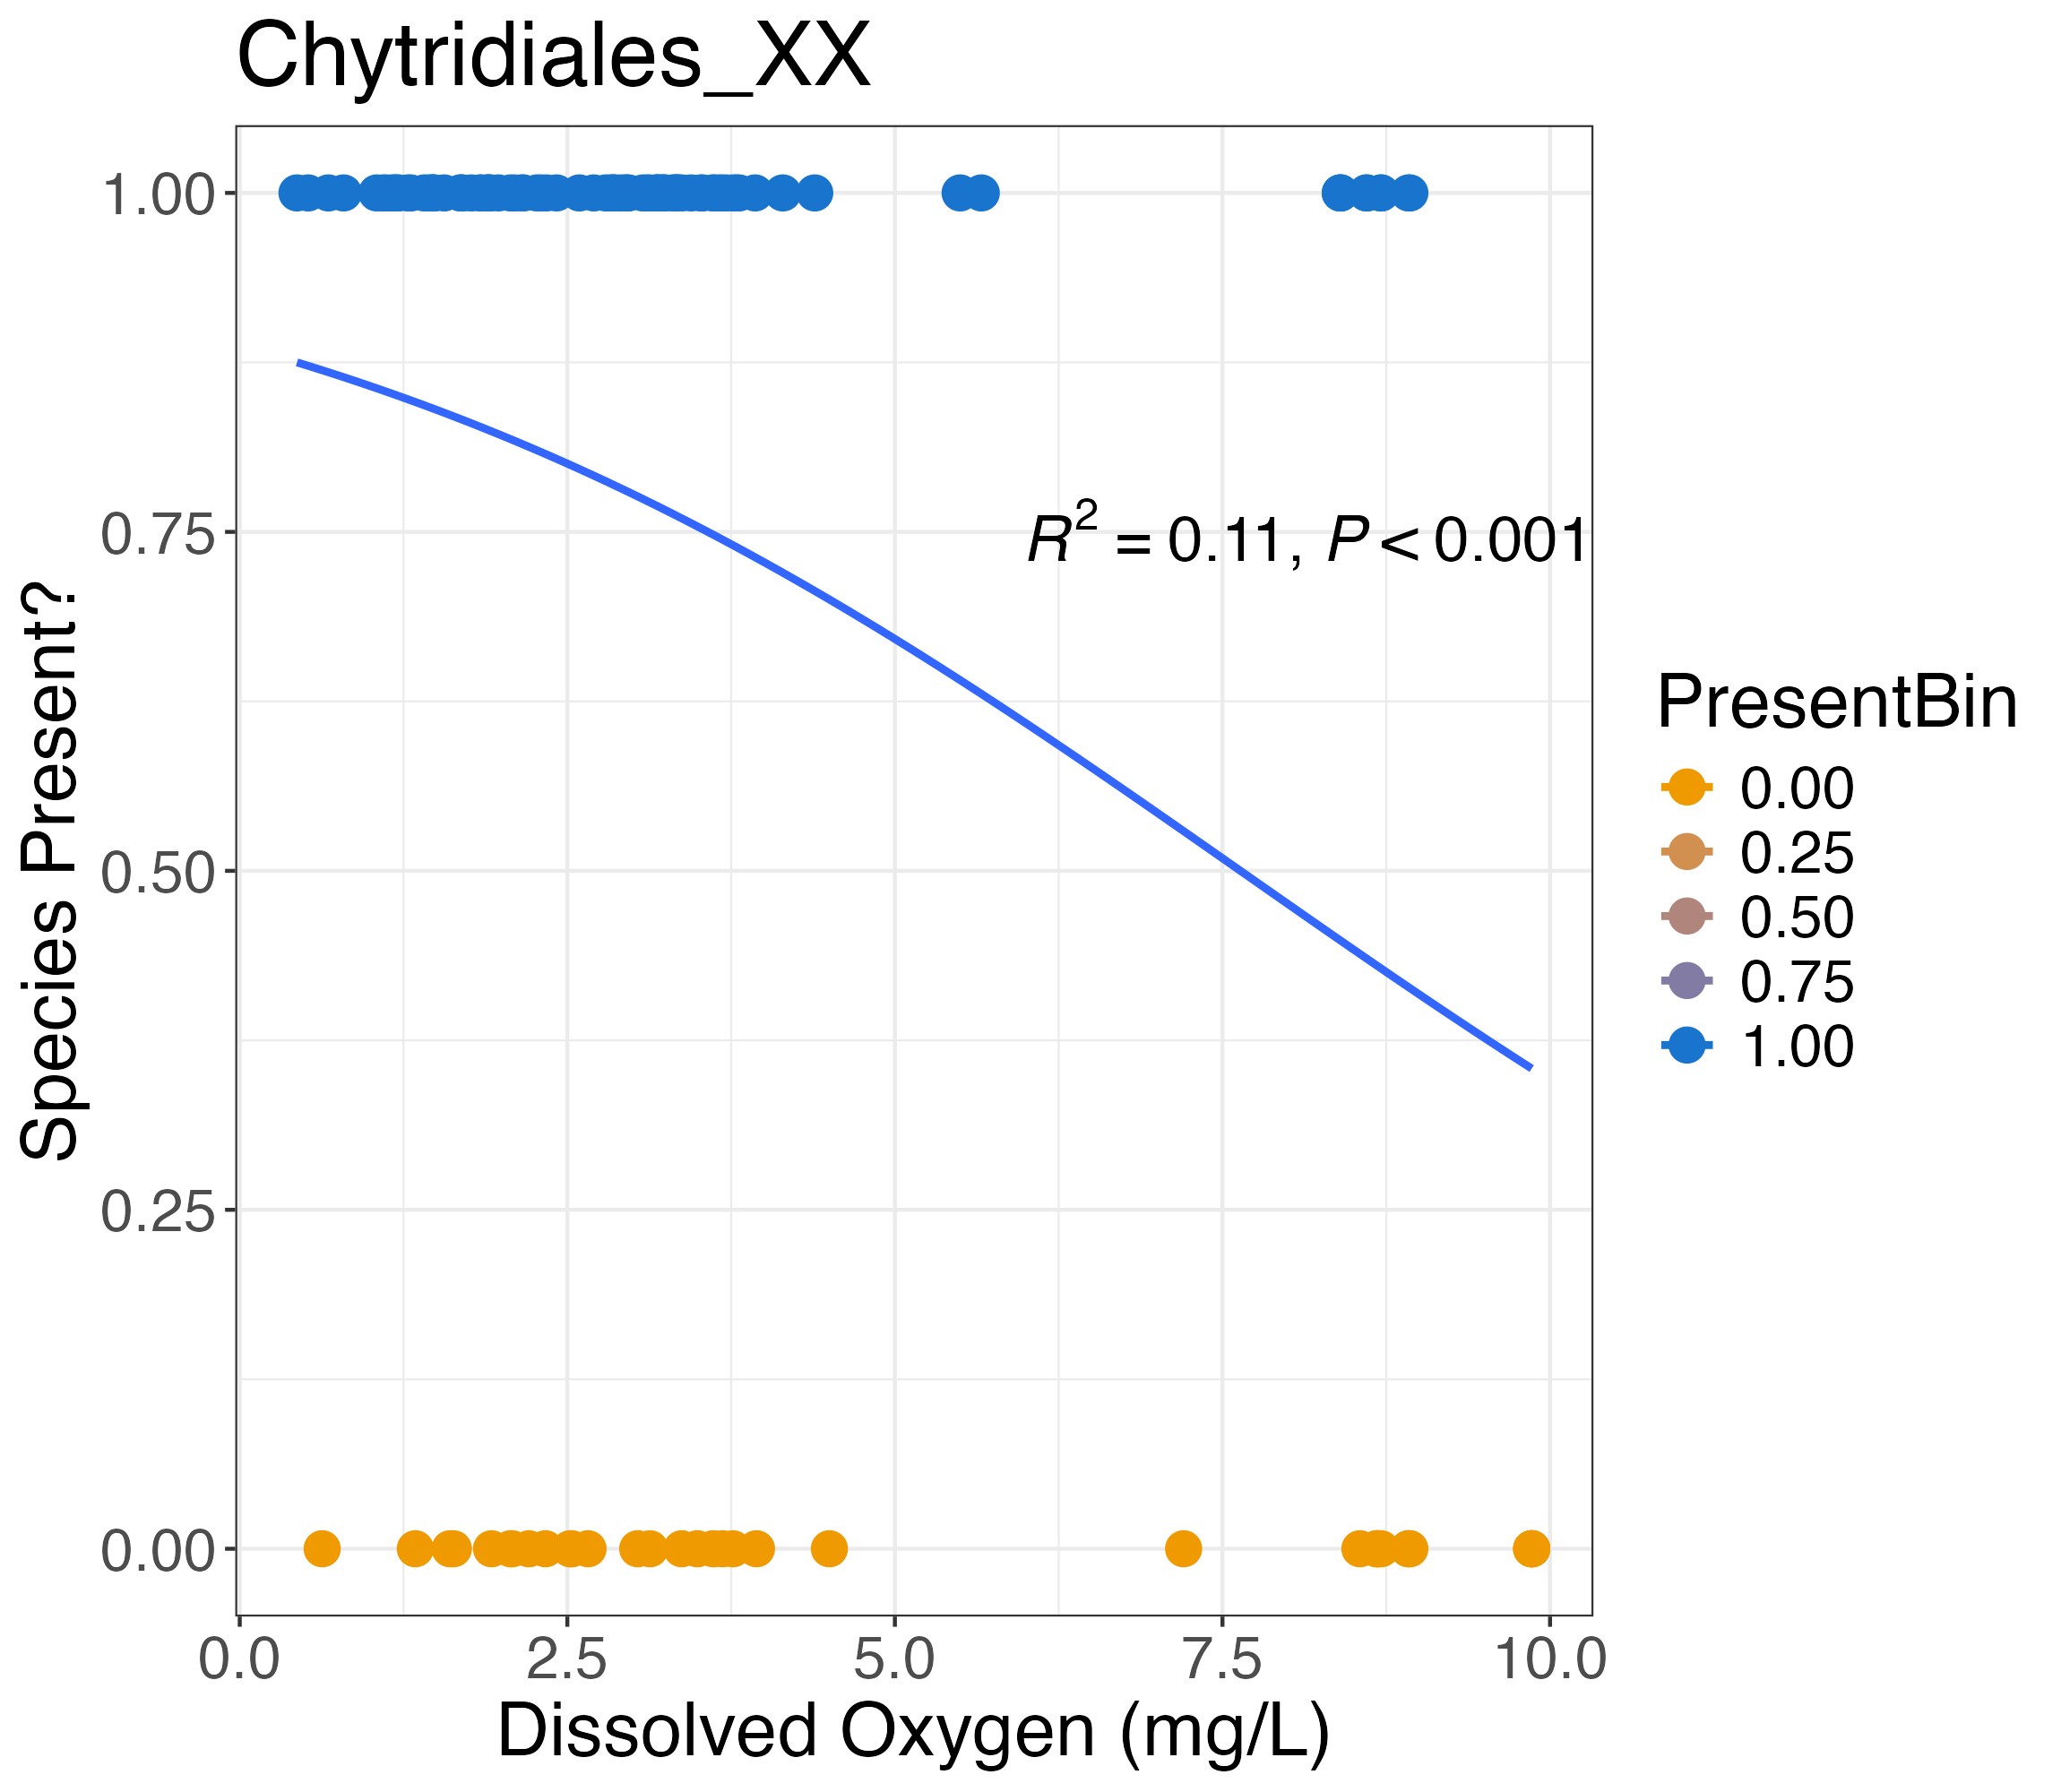 Chytridiales_XX
1.00
0.75
0.50
0.25
0.00
Species Present?
R² = 0.11, P < 0.001
0.0 2.5 5.0 7.5 10.0
Dissolved Oxygen (mg/L)
PresentBin
0.00
0.25
0.50
0.75
1.00